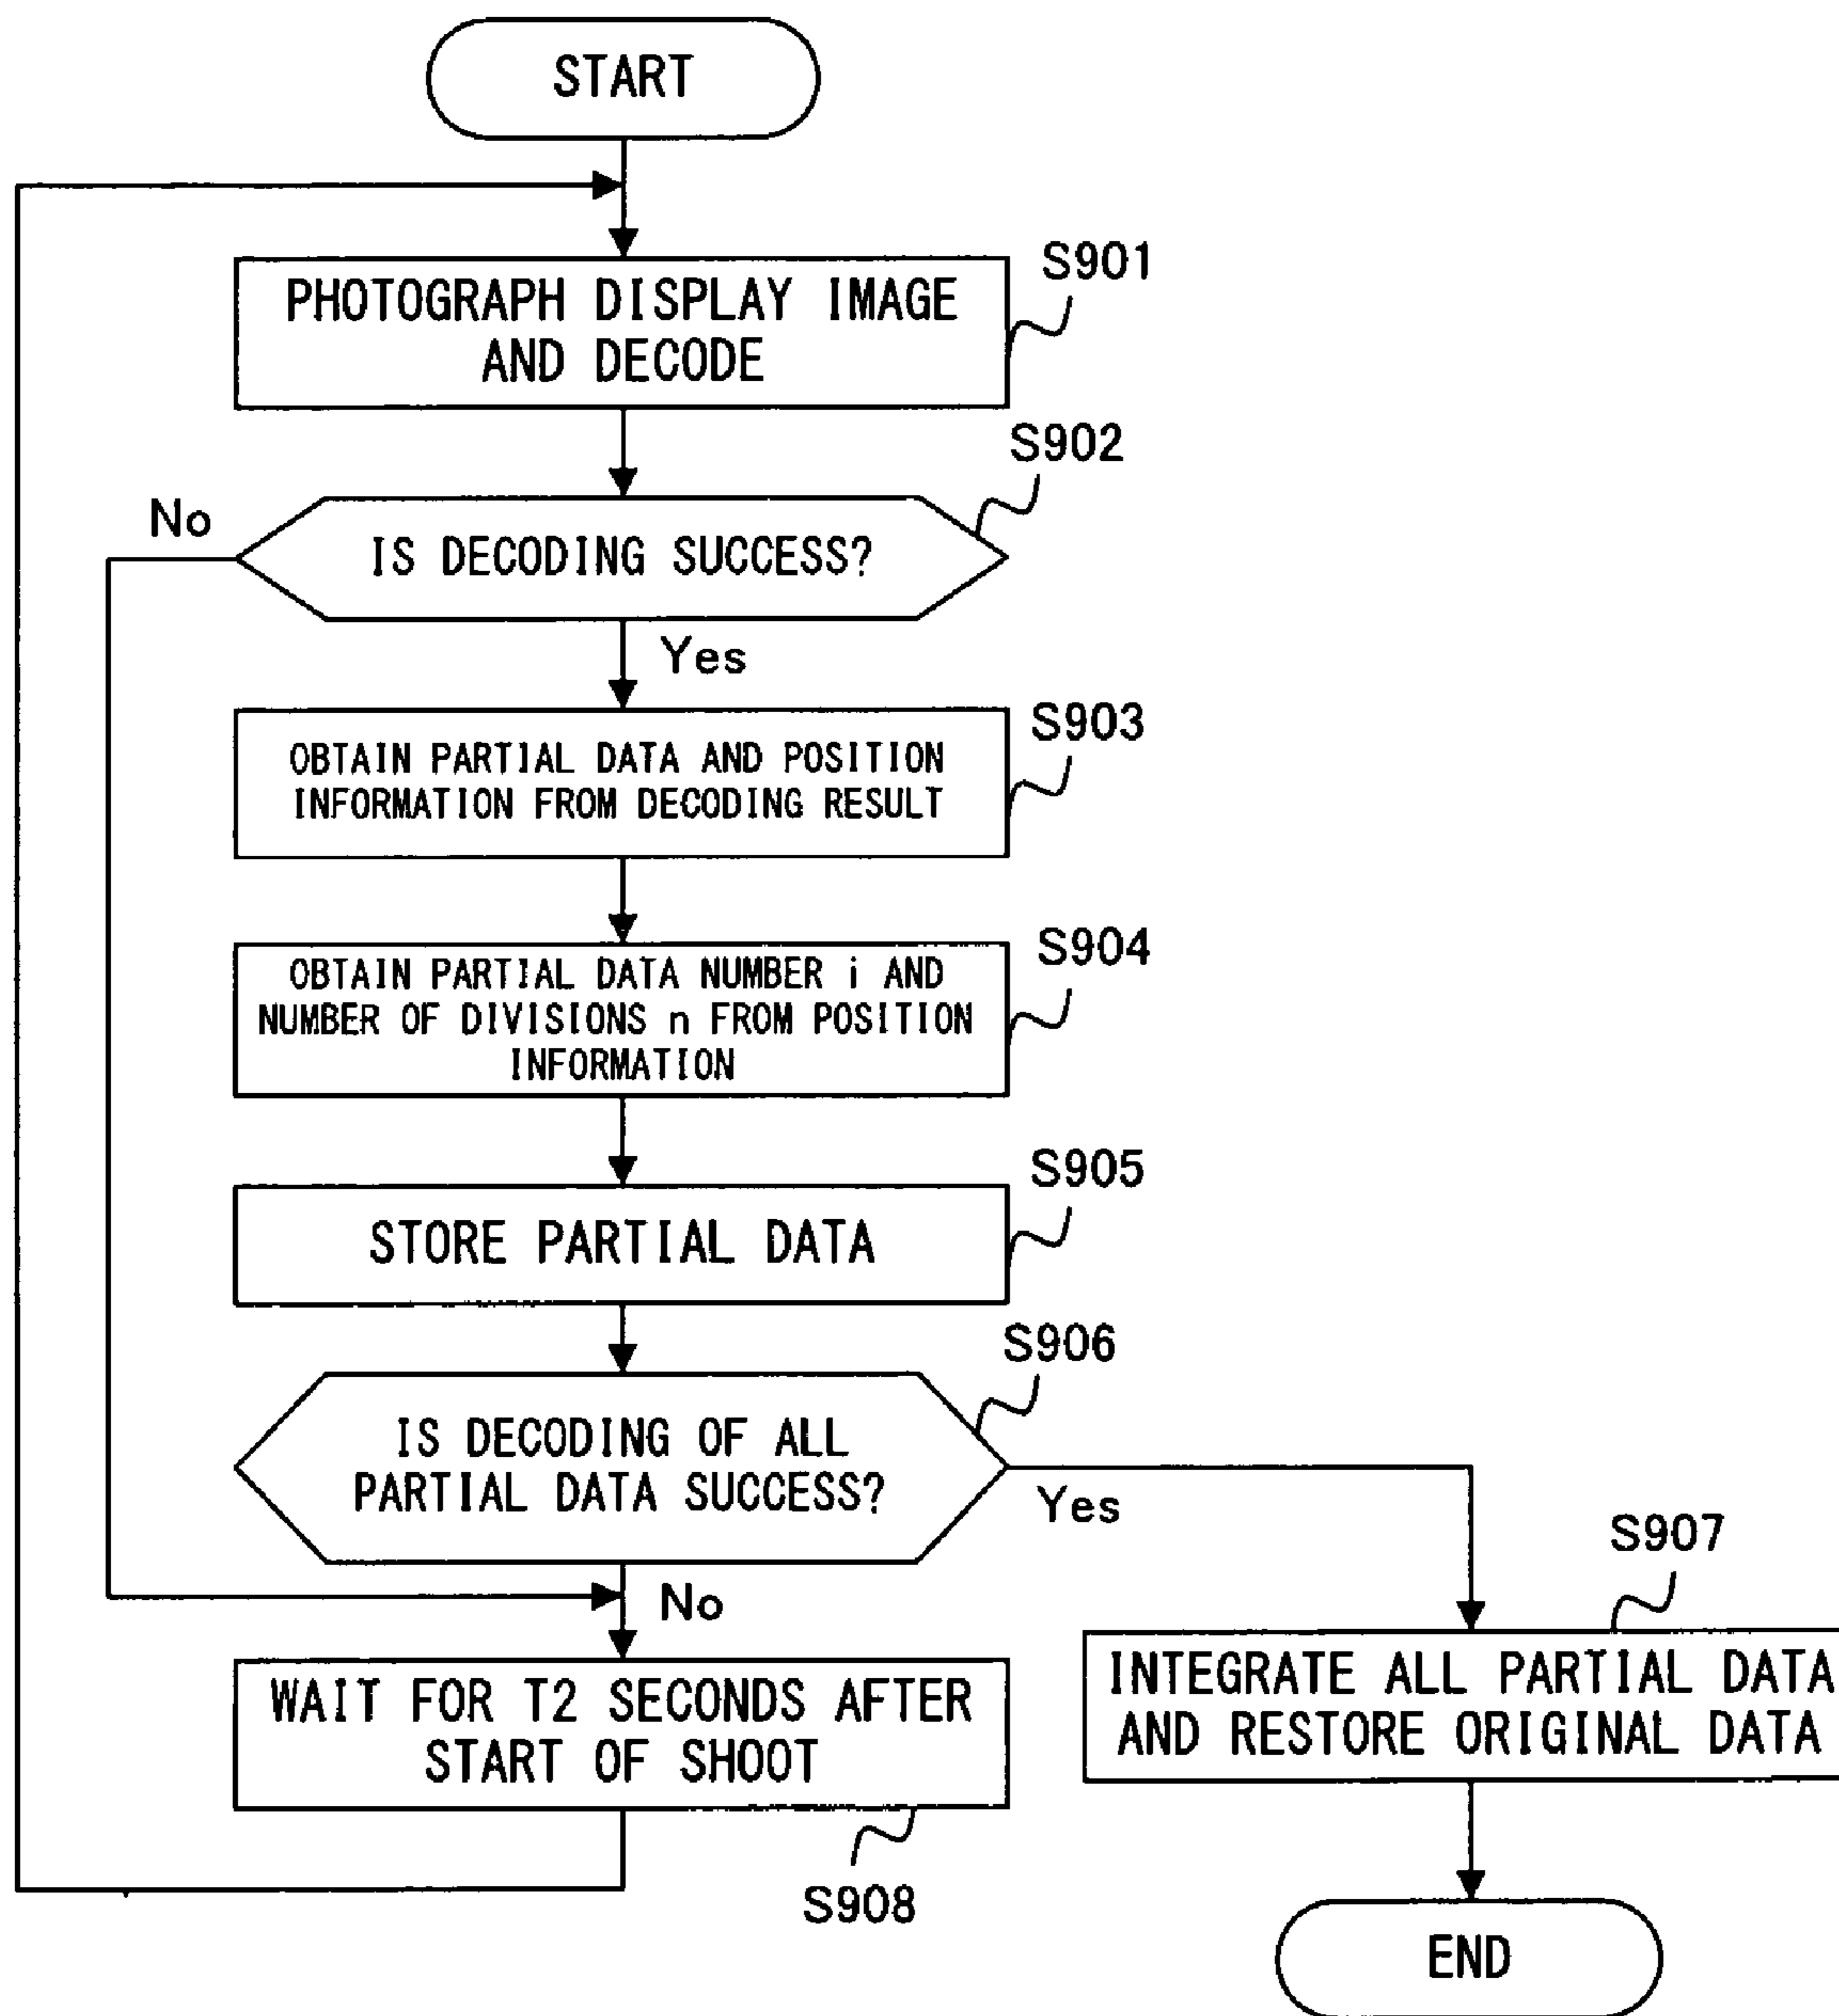 START
S901
PHOTOGRAPH DISPLAY IMAGE
AND DECODE
S902
No
IS DECODING SUCCESS?
Yes
S903
OBTAIN PARTIAL DATA AND POSITION
INFORMATION FROM DECODING RESULT
S904
OBTAIN PARTIAL DATA NUMBER i AND
NUMBER OF DIVISIONS n FROM POSITION
INFORMATION
S905
STORE PARTIAL DATA
S906
IS DECODING OF ALL
PARTIAL DATA SUCCESS?
Yes
No
S907
WAIT FOR T2 SECONDS AFTER
START OF SHOOT
S908
INTEGRATE ALL PARTIAL DATA
AND RESTORE ORIGINAL DATA
END